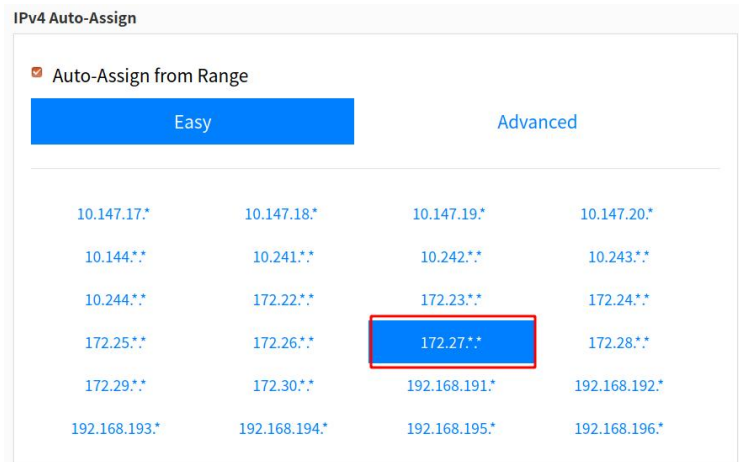 IPv4 Auto-Assign
Auto-Assign from Range
Easy Advanced
10.147.17.* 10.147.18.* 10.147.19.* 10.147.20.*
10.144.*.* 10.241.*.* 10.242.*.* 10.243.*.*
10.244.*.* 172.22.*.* 172.23.*.* 172.24.*.*
172.25.*.* 172.26.*.* 172.27.*.* 172.28.*.*
172.29.*.* 172.30.*.* 192.168.191.* 192.168.192.*
192.168.193.* 192.168.194.* 192.168.195.* 192.168.196.*